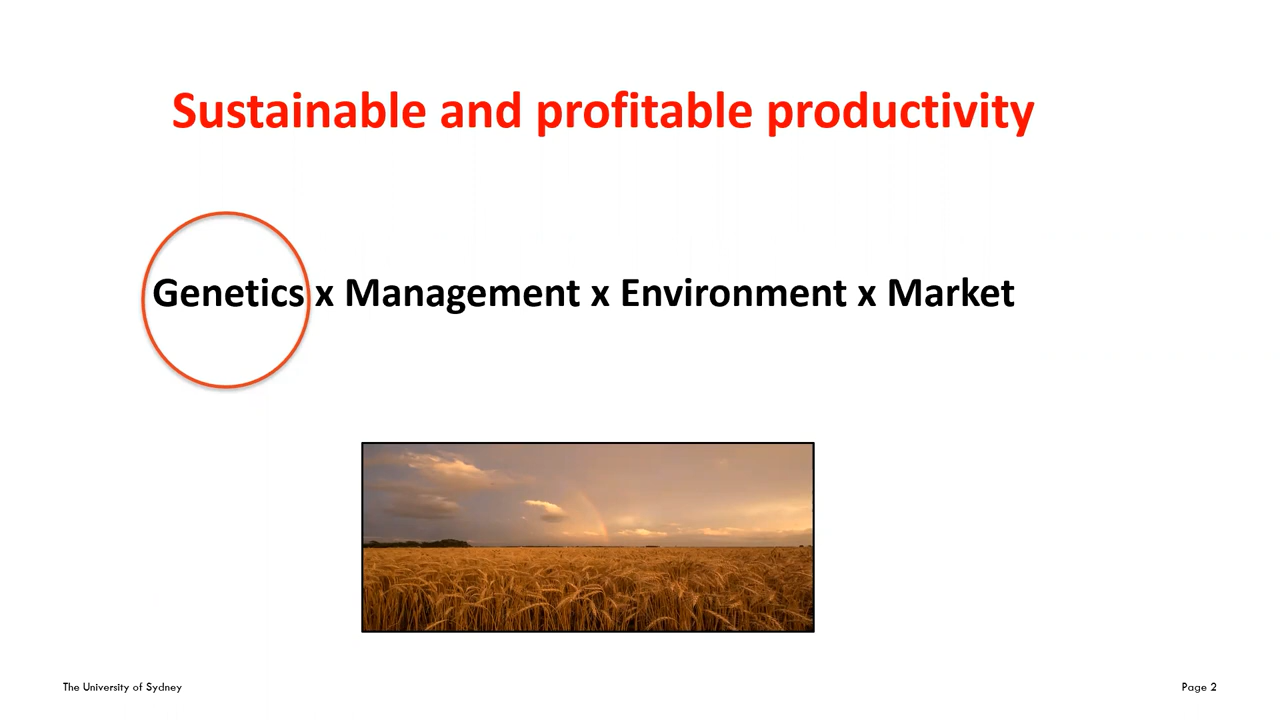 Sustainable and profitable productivity
Genetics x Management x Environment x Market
The University of Sydney
Page 2